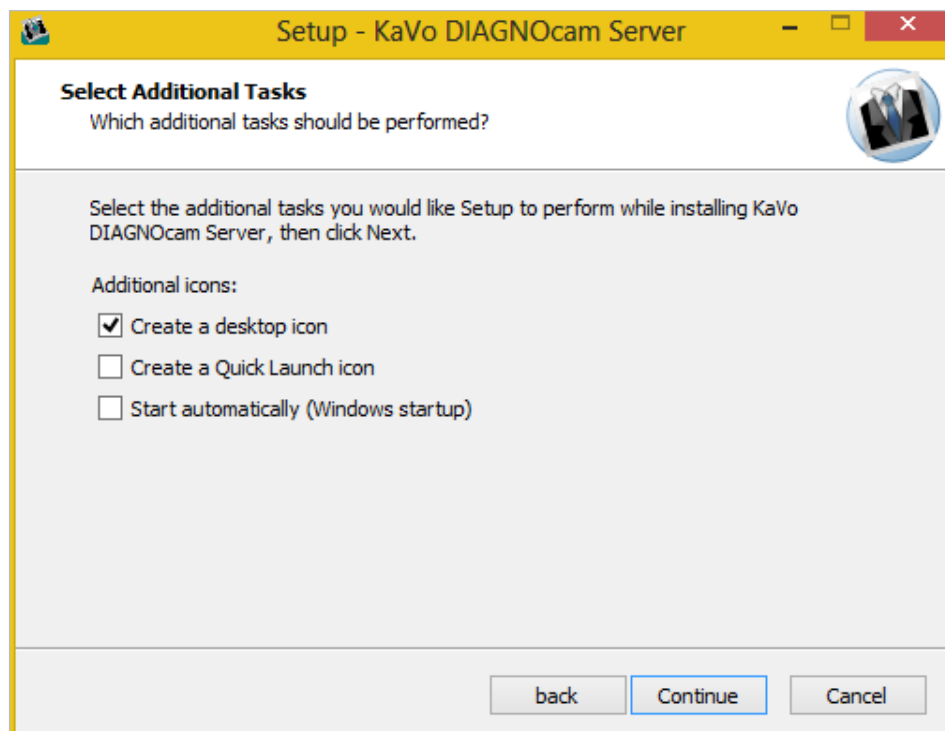 Setup - KaVo DIAGNOcam Server
Select Additional Tasks
Which additional tasks should be performed?
Select the additional tasks you would like Setup to perform while installing KaVo
DIAGNOcam Server, then click Next.
Additional icons:
Create a desktop icon
Create a Quick Launch icon
Start automatically (Windows startup)
back Continue Cancel